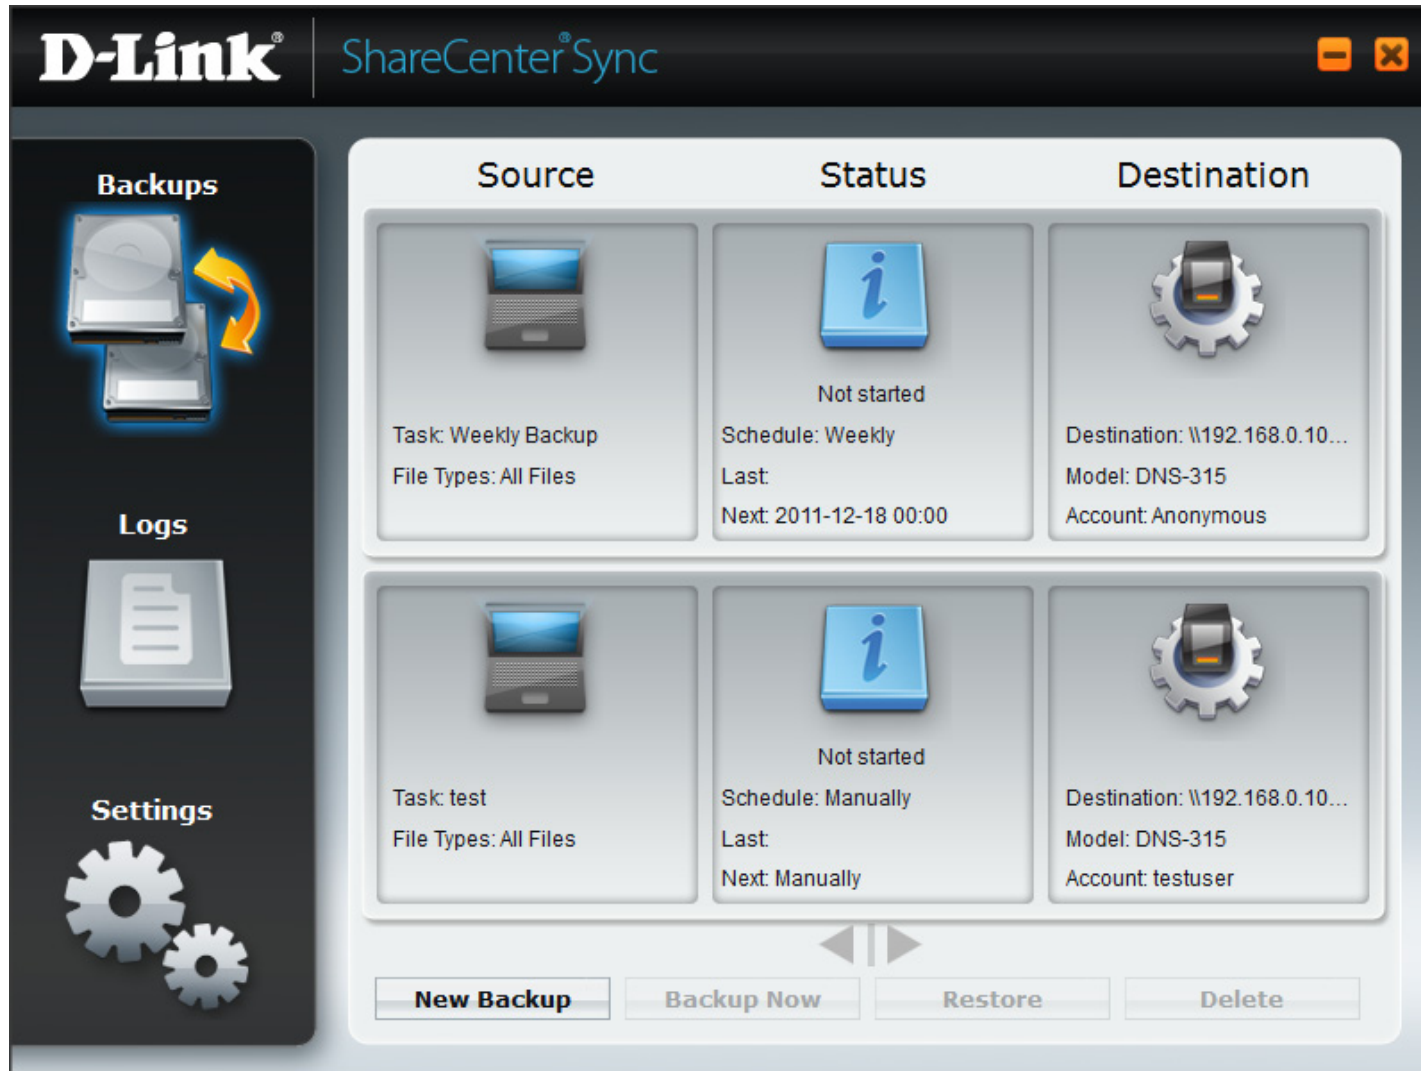 D-Link® ShareCenter® Sync
Backups
Logs
Settings
Source Status Destination
Not started
Task: Weekly Backup Schedule: Weekly Destination: \\192.168.0.10...
File Types: All Files Last: Model: DNS-315
Next: 2011-12-18 00:00 Account: Anonymous
Not started
Task: test Schedule: Manually Destination: \\192.168.0.10...
File Types: All Files Last: Model: DNS-315
Next: Manually Account: testuser
New Backup Backup Now Restore Delete